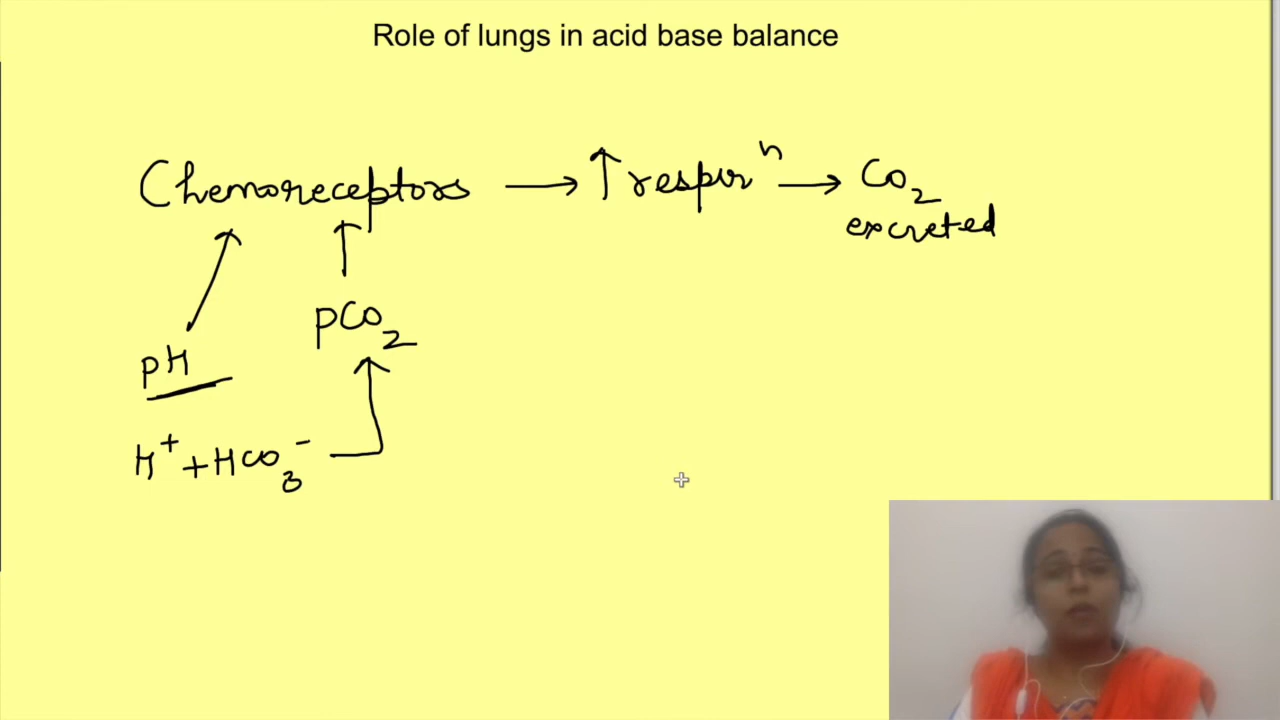 Role of lungs in acid base balance
Chemoreceptors → ↑ respirⁿ → CO₂
excreted
pCO₂
pH
H⁺ + HCO₃⁻